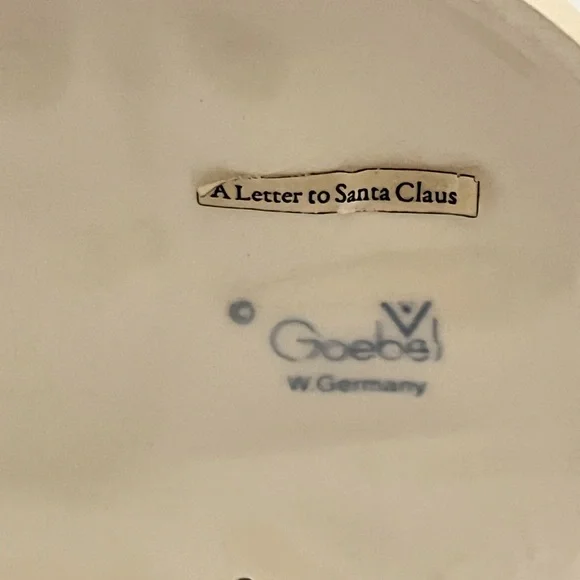 A Letter to Santa Claus
© Goebel
W. Germany